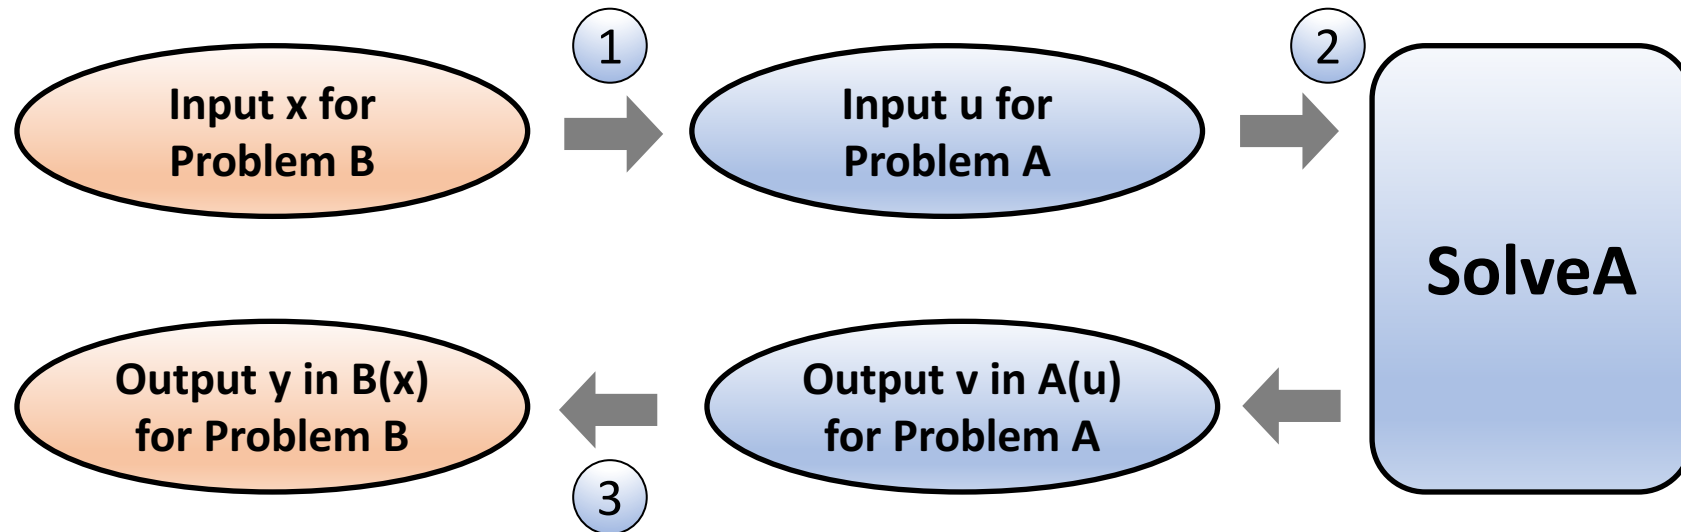 1
2
Input x for
Problem B
Input u for
Problem A
SolveA
Output y in B(x)
for Problem B
Output v in A(u)
for Problem A
3